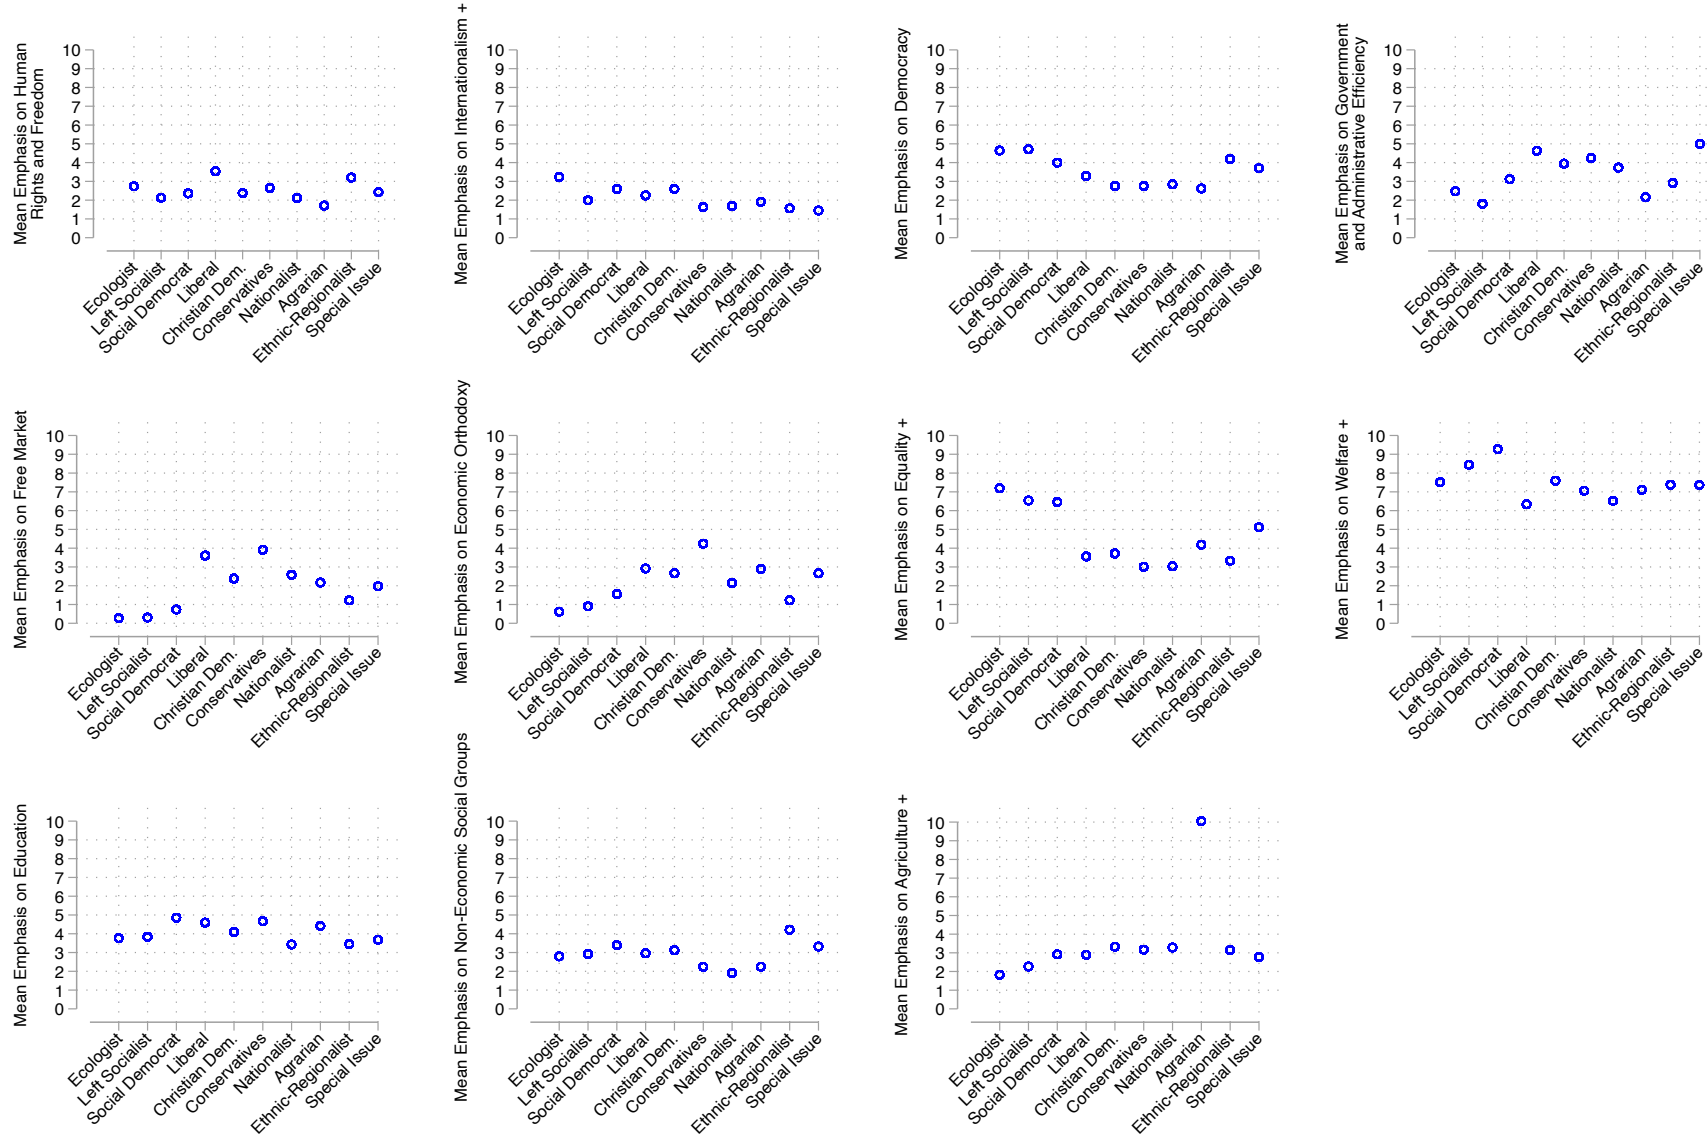 Mean Emphasis on Human
Rights and Freedom
10
9
8
7
6
5
4
3
2
1
0
Ecologist
Left Socialist
Social Democrat
Liberal
Christian Dem.
Conservatives
Nationalist
Agrarian
Ethnic-Regionalist
Special Issue
Mean Emphasis on Internationalism +
10
9
8
7
6
5
4
3
2
1
0
Ecologist
Left Socialist
Social Democrat
Liberal
Christian Dem.
Conservatives
Nationalist
Agrarian
Ethnic-Regionalist
Special Issue
Mean Emphasis on Democracy
10
9
8
7
6
5
4
3
2
1
0
Ecologist
Left Socialist
Social Democrat
Liberal
Christian Dem.
Conservatives
Nationalist
Agrarian
Ethnic-Regionalist
Special Issue
Mean Emphasis on Government
and Administrative Efficiency
10
9
8
7
6
5
4
3
2
1
0
Ecologist
Left Socialist
Social Democrat
Liberal
Christian Dem.
Conservatives
Nationalist
Agrarian
Ethnic-Regionalist
Special Issue
Mean Emphasis on Free Market
10
9
8
7
6
5
4
3
2
1
0
Ecologist
Left Socialist
Social Democrat
Liberal
Christian Dem.
Conservatives
Nationalist
Agrarian
Ethnic-Regionalist
Special Issue
Mean Emphasis on Economic Orthodoxy
10
9
8
7
6
5
4
3
2
1
0
Ecologist
Left Socialist
Social Democrat
Liberal
Christian Dem.
Conservatives
Nationalist
Agrarian
Ethnic-Regionalist
Special Issue
Mean Emphasis on Equality +
10
9
8
7
6
5
4
3
2
1
0
Ecologist
Left Socialist
Social Democrat
Liberal
Christian Dem.
Conservatives
Nationalist
Agrarian
Ethnic-Regionalist
Special Issue
Mean Emphasis on Welfare +
10
9
8
7
6
5
4
3
2
1
0
Ecologist
Left Socialist
Social Democrat
Liberal
Christian Dem.
Conservatives
Nationalist
Agrarian
Ethnic-Regionalist
Special Issue
Mean Emphasis on Education
10
9
8
7
6
5
4
3
2
1
0
Ecologist
Left Socialist
Social Democrat
Liberal
Christian Dem.
Conservatives
Nationalist
Agrarian
Ethnic-Regionalist
Special Issue
Mean Emphasis on Non-Economic Social Groups
10
9
8
7
6
5
4
3
2
1
0
Ecologist
Left Socialist
Social Democrat
Liberal
Christian Dem.
Conservatives
Nationalist
Agrarian
Ethnic-Regionalist
Special Issue
Mean Emphasis on Agriculture +
10
9
8
7
6
5
4
3
2
1
0
Ecologist
Left Socialist
Social Democrat
Liberal
Christian Dem.
Conservatives
Nationalist
Agrarian
Ethnic-Regionalist
Special Issue